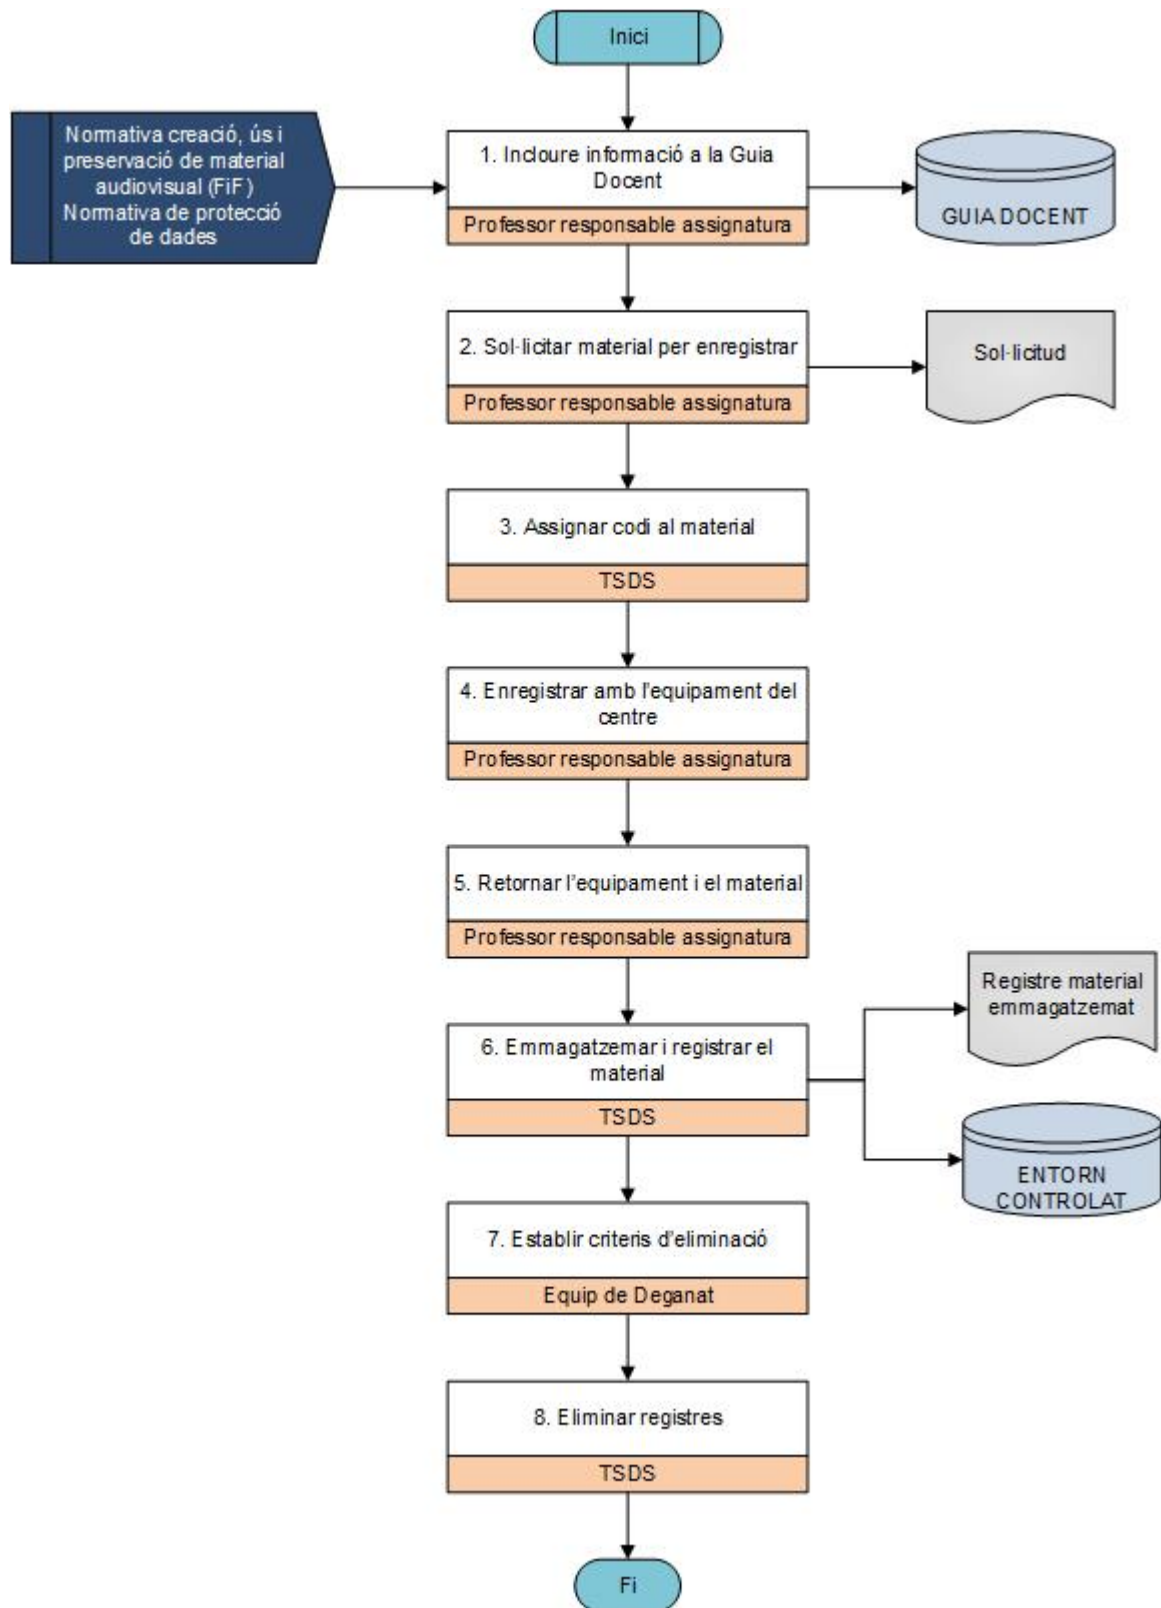 Inici
Normativa creació, ús i
preservació de material
audiovisual (FiF)
Normativa de protecció
de dades
1. Incloure informació a la Guia
Docent
Professor responsable assignatura
GUIA DOCENT
2. Sol·licitar material per enregistrar
Professor responsable assignatura
Sol·licitud
3. Assignar codi al material
TSDS
4. Enregistrar amb l'equipament del
centre
Professor responsable assignatura
5. Retornar l'equipament i el material
Professor responsable assignatura
6. Emmagatzemar i registrar el
material
TSDS
Registre material
emmagatzemat
ENTORN
CONTROLAT
7. Establir criteris d'eliminació
Equip de Deganat
8. Eliminar registres
TSDS
Fi